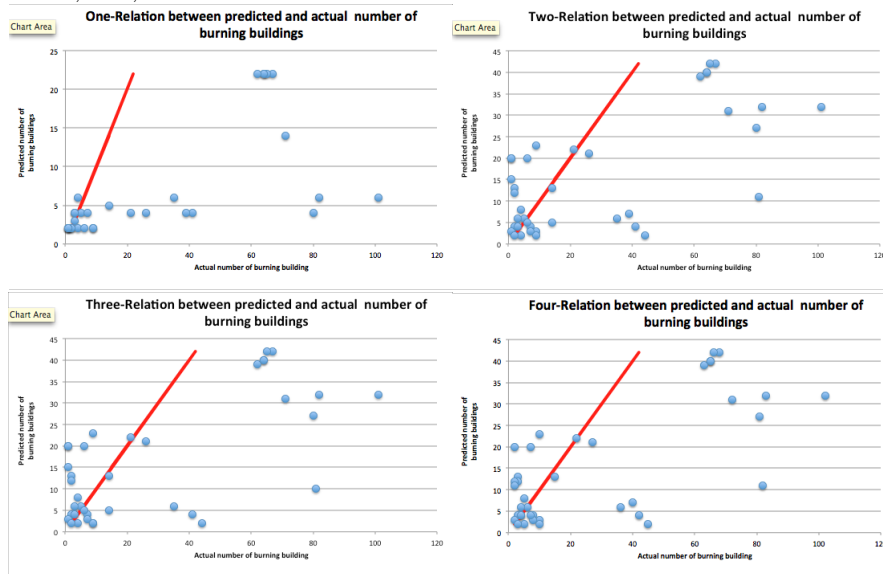 One-Relation between predicted and actual number of
burning buildings
Chart Area
25
20
15
10
5
0
0 20 40 60 80 100 120
Predicted number of
burning buildings
Actual number of burning building
Two-Relation between predicted and actual number of
burning buildings
Chart Area
45
40
35
30
25
20
15
10
5
0
0 20 40 60 80 100 120
Predicted number of
burning buildings
Actual number of burning building
Three-Relation between predicted and actual number of
burning buildings
Chart Area
45
40
35
30
25
20
15
10
5
0
0 20 40 60 80 100 120
Predicted number of
burning buildings
Actual number of burning building
Four-Relation between predicted and actual number of
burning buildings
45
40
35
30
25
20
15
10
5
0
0 20 40 60 80 100 120
Predicted number of
burning buildings
Actual number of burning building